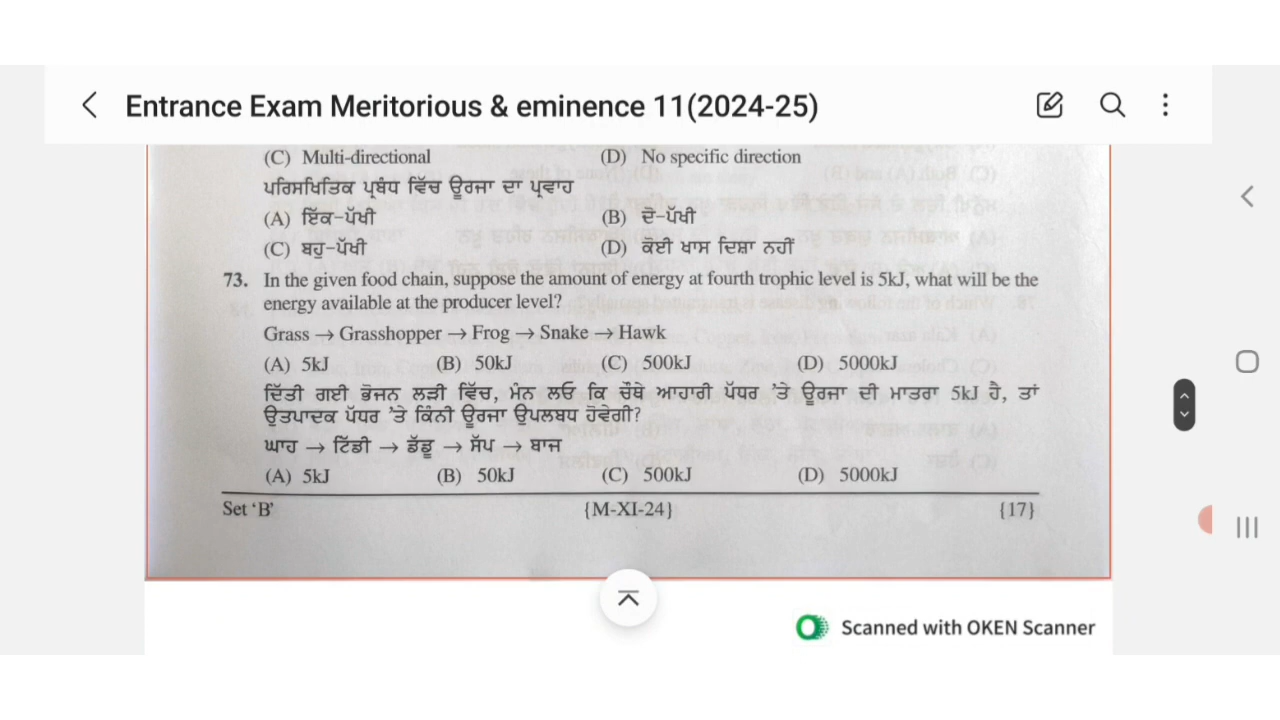 Entrance Exam Meritorious & eminence 11(2024-25)
(C) Multi-directional (D) No specific direction
ਪਰਿਸਖਿਤਿਕ ਪ੍ਰਬੰਧ ਵਿੱਚ ਊਰਜਾ ਦਾ ਪ੍ਰਵਾਹ
(A) ਇੱਕ-ਪੱਖੀ (B) ਦੋ-ਪੱਖੀ
(C) ਬਹੁ-ਪੱਖੀ (D) ਕੋਈ ਖਾਸ ਦਿਸ਼ਾ ਨਹੀਂ
73. In the given food chain, suppose the amount of energy at fourth trophic level is 5kJ, what will be the
energy available at the producer level?
Grass → Grasshopper → Frog → Snake → Hawk
(A) 5kJ (B) 50kJ (C) 500kJ (D) 5000kJ
ਦਿੱਤੀ ਗਈ ਭੋਜਨ ਲੜੀ ਵਿੱਚ, ਮੰਨ ਲਓ ਕਿ ਚੌਥੇ ਆਹਾਰੀ ਪੱਧਰ 'ਤੇ ਊਰਜਾ ਦੀ ਮਾਤਰਾ 5kJ ਹੈ, ਤਾਂ
ਉਤਪਾਦਕ ਪੱਧਰ 'ਤੇ ਕਿੰਨੀ ਊਰਜਾ ਉਪਲਬਧ ਹੋਵੇਗੀ?
ਘਾਹ → ਟਿੱਡੀ → ਡੱਡੂ → ਸੱਪ → ਬਾਜ
(A) 5kJ (B) 50kJ (C) 500kJ (D) 5000kJ
Set 'B' {M-XI-24} {17}
Scanned with OKEN Scanner